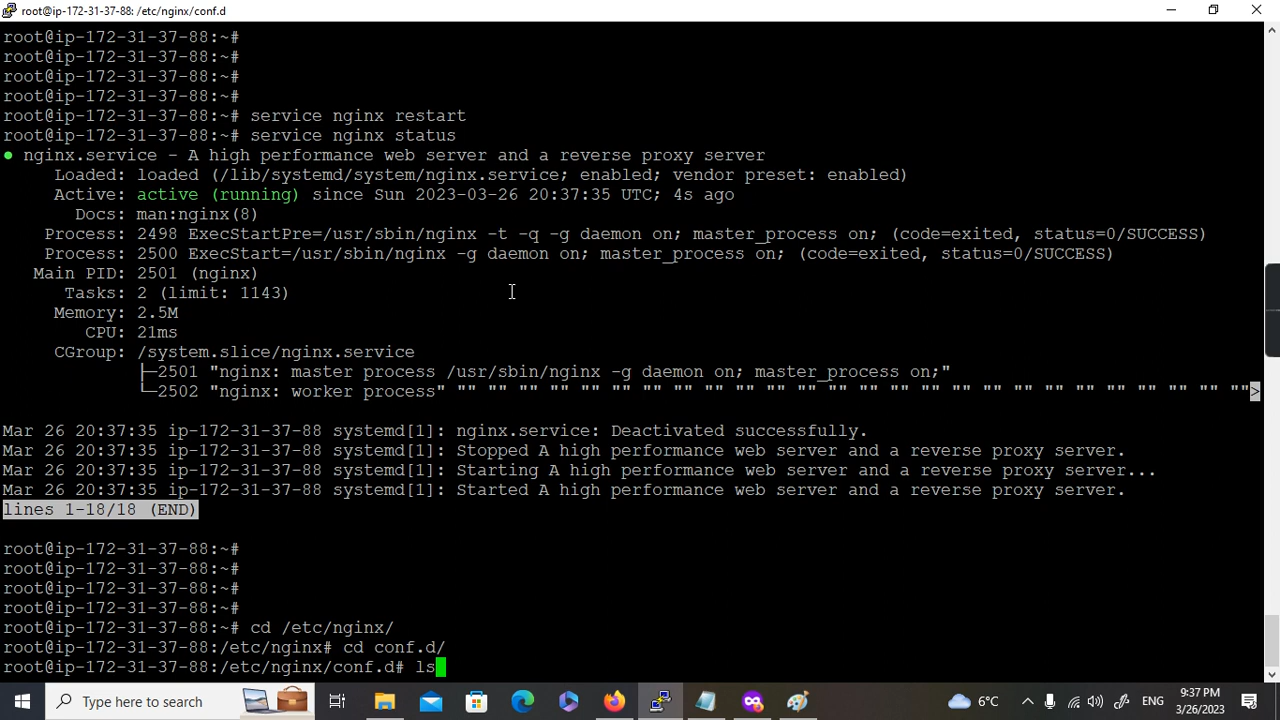 root@ip-172-31-37-88: /etc/nginx/conf.d
root@ip-172-31-37-88:~#
root@ip-172-31-37-88:~#
root@ip-172-31-37-88:~#
root@ip-172-31-37-88:~#
root@ip-172-31-37-88:~# service nginx restart
root@ip-172-31-37-88:~# service nginx status
● nginx.service - A high performance web server and a reverse proxy server
Loaded: loaded (/lib/systemd/system/nginx.service; enabled; vendor preset: enabled)
Active: active (running) since Sun 2023-03-26 20:37:35 UTC; 4s ago
Docs: man:nginx(8)
Process: 2498 ExecStartPre=/usr/sbin/nginx -t -q -g daemon on; master_process on; (code=exited, status=0/SUCCESS)
Process: 2500 ExecStart=/usr/sbin/nginx -g daemon on; master_process on; (code=exited, status=0/SUCCESS)
Main PID: 2501 (nginx)
Tasks: 2 (limit: 1143)
Memory: 2.5M
CPU: 21ms
CGroup: /system.slice/nginx.service
├─2501 "nginx: master process /usr/sbin/nginx -g daemon on; master_process on;"
└─2502 "nginx: worker process" "" "" "" "" "" "" "" "" "" "" "" "" "" "" "" "" "" "" "" "" "" "" "" "" "" "">
Mar 26 20:37:35 ip-172-31-37-88 systemd[1]: nginx.service: Deactivated successfully.
Mar 26 20:37:35 ip-172-31-37-88 systemd[1]: Stopped A high performance web server and a reverse proxy server.
Mar 26 20:37:35 ip-172-31-37-88 systemd[1]: Starting A high performance web server and a reverse proxy server...
Mar 26 20:37:35 ip-172-31-37-88 systemd[1]: Started A high performance web server and a reverse proxy server.
lines 1-18/18 (END)
root@ip-172-31-37-88:~#
root@ip-172-31-37-88:~#
root@ip-172-31-37-88:~#
root@ip-172-31-37-88:~#
root@ip-172-31-37-88:~# cd /etc/nginx/
root@ip-172-31-37-88:/etc/nginx# cd conf.d/
root@ip-172-31-37-88:/etc/nginx/conf.d# ls
Type here to search
6°C
ENG
9:37 PM
3/26/2023